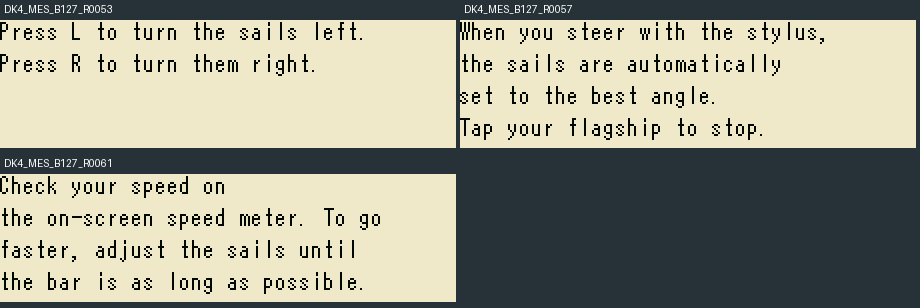 DK4_MES_B127_R0053
Press L to turn the sails left.
Press R to turn them right.
DK4_MES_B127_R0057
When you steer with the stylus,
the sails are automatically
set to the best angle.
Tap your flagship to stop.
DK4_MES_B127_R0061
Check your speed on
the on-screen speed meter. To go
faster, adjust the sails until
the bar is as long as possible.